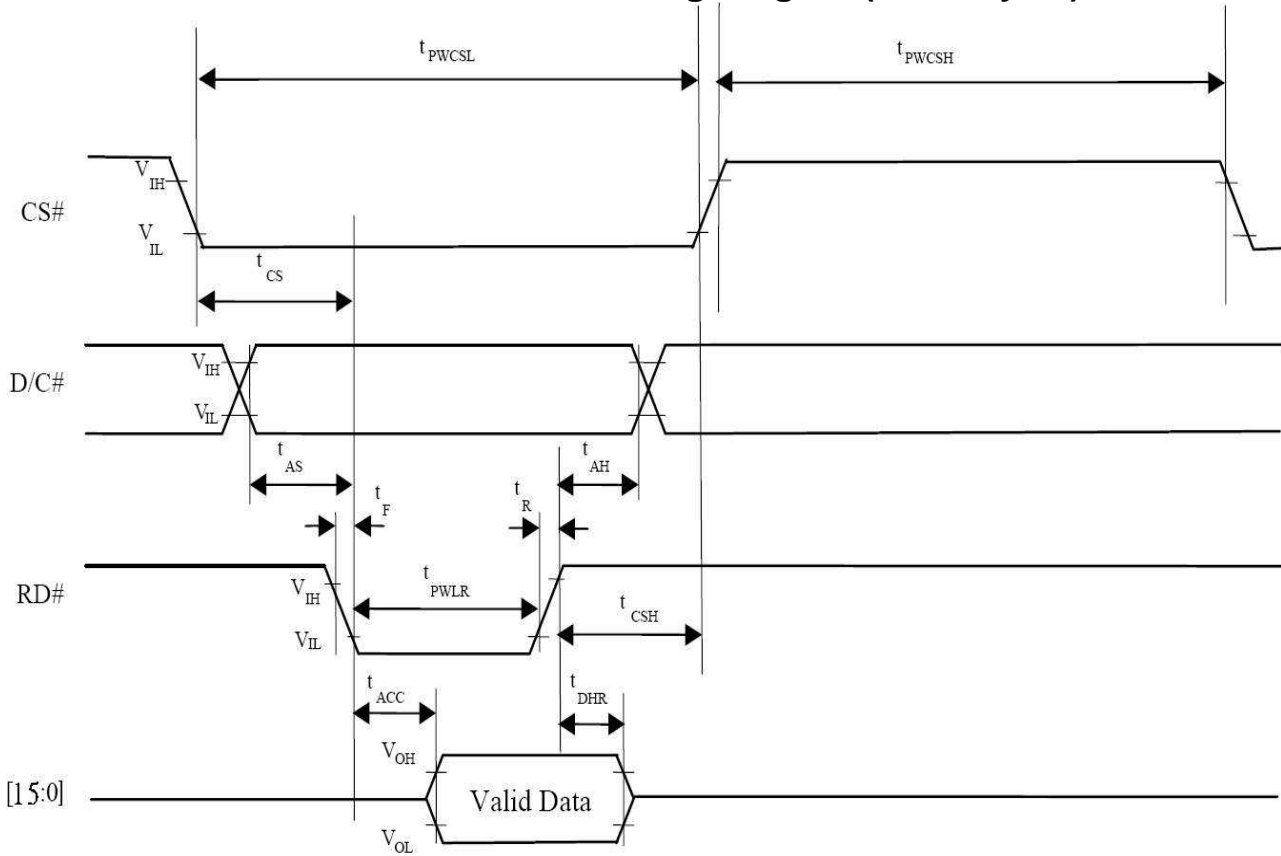 t PWCSL
t PWCSH
V IH
CS#
V IL
t CS
V IH
D/C#
V IL
t AS
t AH
t F
t R
RD#
V IH
t PWLR
V IL
t CSH
t ACC
t DHR
V OH
[15:0]
Valid Data
V OL